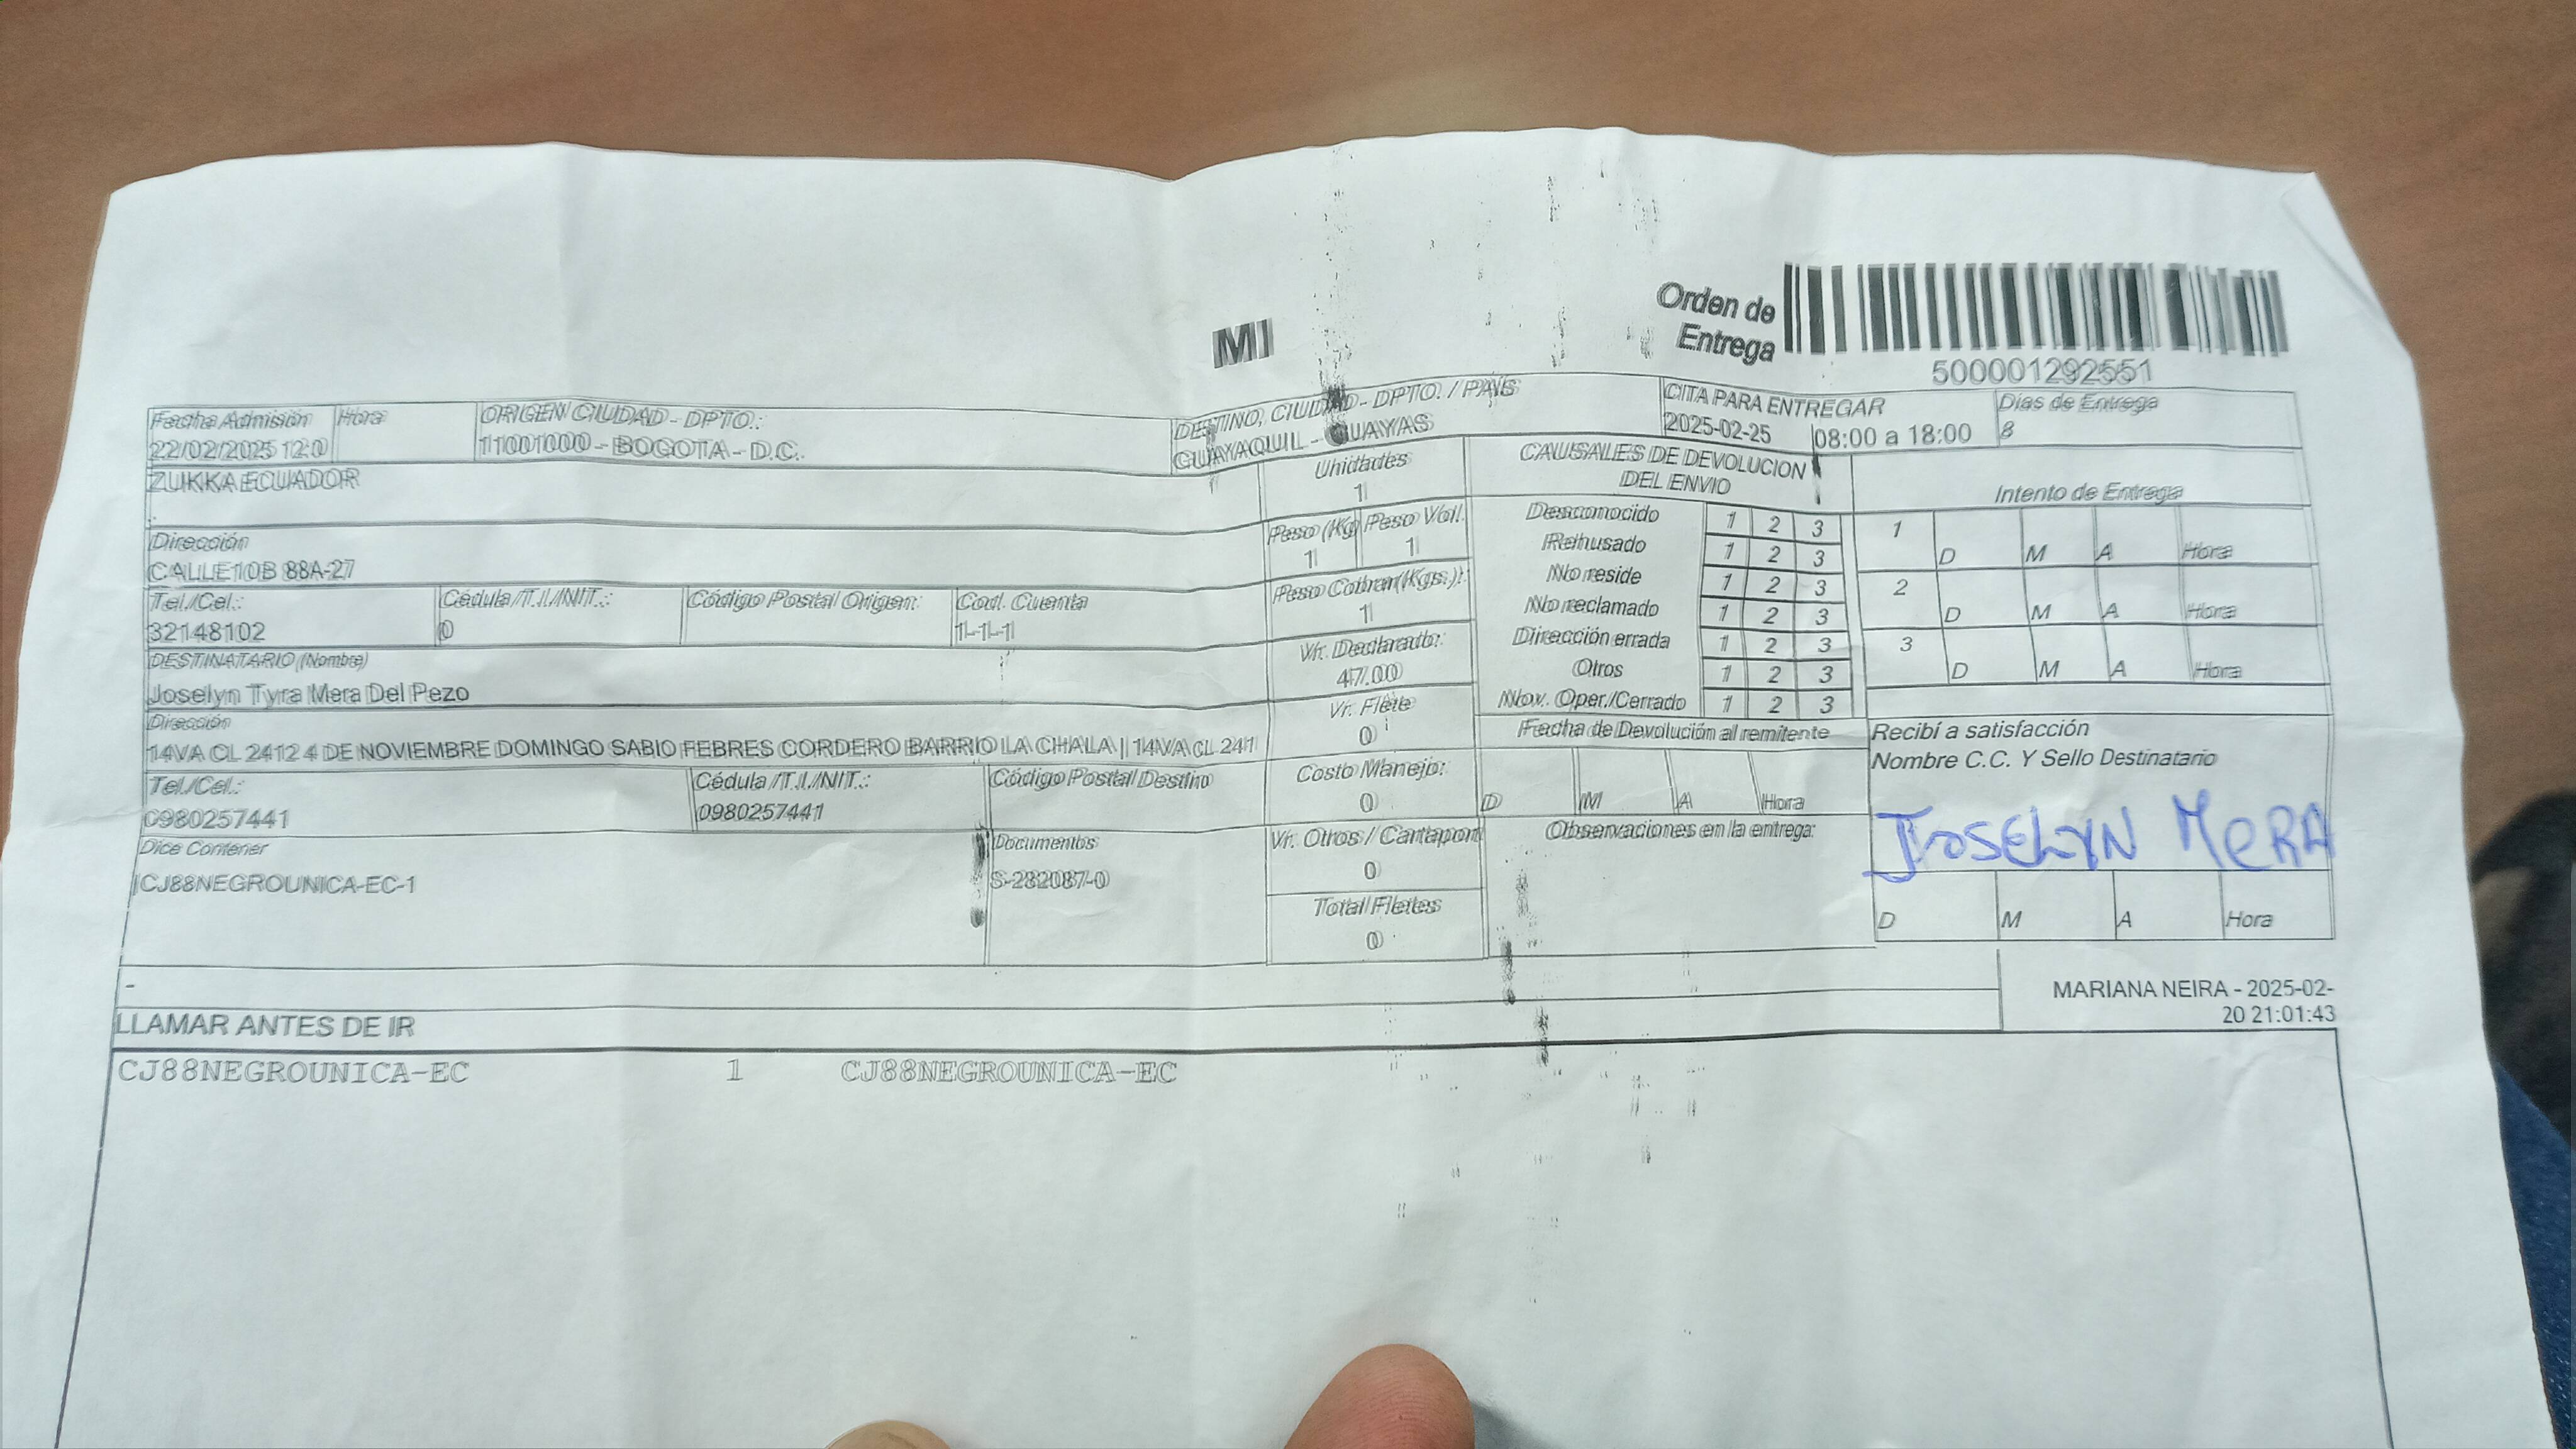 MI
Orden de
Entrega
500001292551
Fecha Admisión Hora ORIGEN CIUDAD - DPTO.: DESTINO, CIUDAD - DPTO. / PAÍS CITA PARA ENTREGAR Dias de Entrega
22/02/2025 12:0 11001000 - BOGOTA - D.C. GUAYAQUIL - GUAYAS 2025-02-25 08:00 a 18:00 8
ZUKKA ECUADOR
.
Dirección
CALLE10B 88A-27
Tel./Cel.: Cédula /T.I./NIT.: Código Postal Origen: Cod. Cuenta
32148102 0 1-1-1
DESTINATARIO (Nombre)
Joselyn Tyra Mera Del Pezo
Dirección
14VA CL 2412 4 DE NOVIEMBRE DOMINGO SABIO FEBRES CORDERO BARRIO LA CHALA | 14VA CL 241
Tel./Cel.: Cédula /T.I./NIT.: Código Postal Destino
0980257441 0980257441
Dice Contener Documentos
CJ88NEGROUNICA-EC-1 S-282087-0
Unidades
1
Peso (Kg Peso Vol.
1 1
Peso Cobrar(Kgs.):
1
Vr. Declarado:
47.00
Vr. Flete
0
Costo Manejo:
0
Vr. Otros / Cartaport
0
Total Fletes
0
CAUSALES DE DEVOLUCION
DEL ENVIO
Desconocido 1 2 3
Rehusado 1 2 3
No reside 1 2 3
No reclamado 1 2 3
Dirección errada 1 2 3
Otros 1 2 3
Nov. Oper./Cerrado 1 2 3
Fecha de Devolución al remitente
D M A Hora
Observaciones en la entrega:
Intento de Entrega
1 D M A Hora
2 D M A Hora
3 D M A Hora
Recibí a satisfacción
Nombre C.C. Y Sello Destinatario
JOSELYN MERA
D M A Hora
-
MARIANA NEIRA - 2025-02-
20 21:01:43
LLAMAR ANTES DE IR
CJ88NEGROUNICA-EC 1 CJ88NEGROUNICA-EC